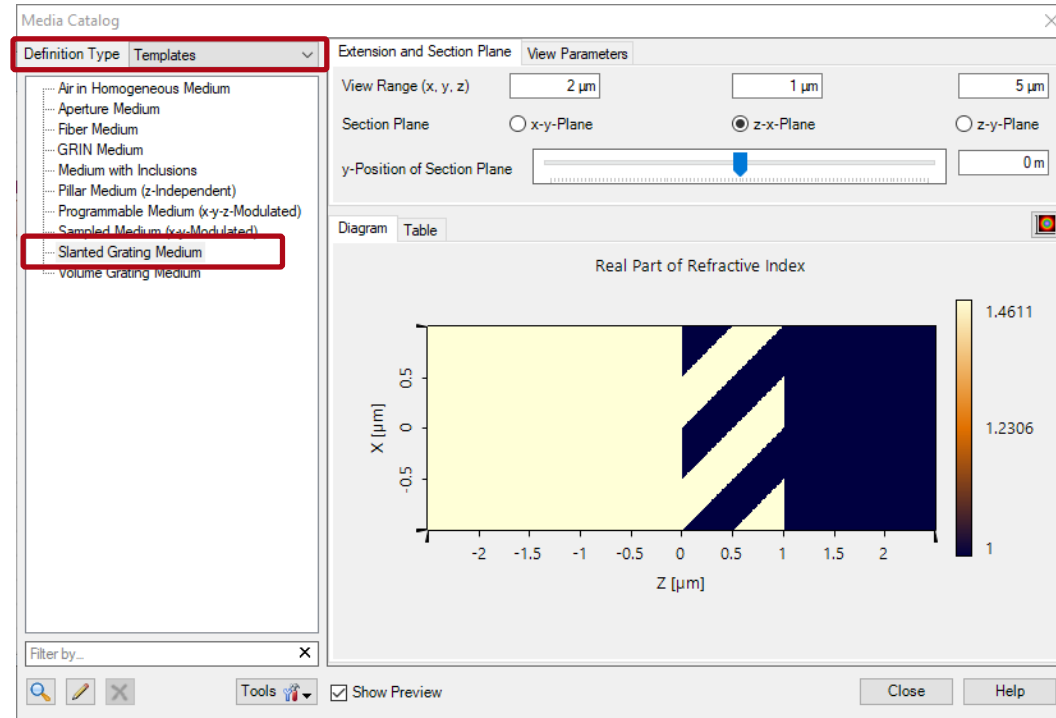 Media Catalog
Definition Type Templates
Air in Homogeneous Medium
Aperture Medium
Fiber Medium
GRIN Medium
Medium with Inclusions
Pillar Medium (z-Independent)
Programmable Medium (x-y-z-Modulated)
Sampled Medium (x-y-Modulated)
Slanted Grating Medium
Volume Grating Medium
Filter by...
Tools
Extension and Section Plane View Parameters
View Range (x, y, z) 2 µm 1 µm 5 µm
Section Plane x-y-Plane z-x-Plane z-y-Plane
y-Position of Section Plane 0 m
Diagram Table
Real Part of Refractive Index
X [µm]
0.5
0
-0.5
-2 -1.5 -1 -0.5 0 0.5 1 1.5 2
Z [µm]
1.4611
1.2306
1
Show Preview
Close Help